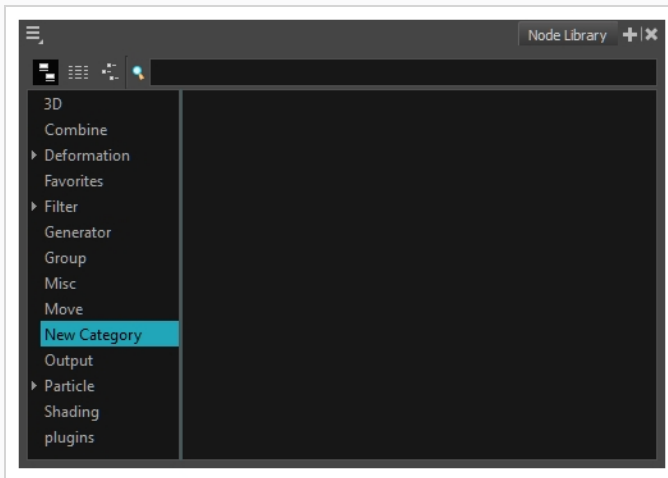 Node Library
3D
Combine
Deformation
Favorites
Filter
Generator
Group
Misc
Move
New Category
Output
Particle
Shading
plugins